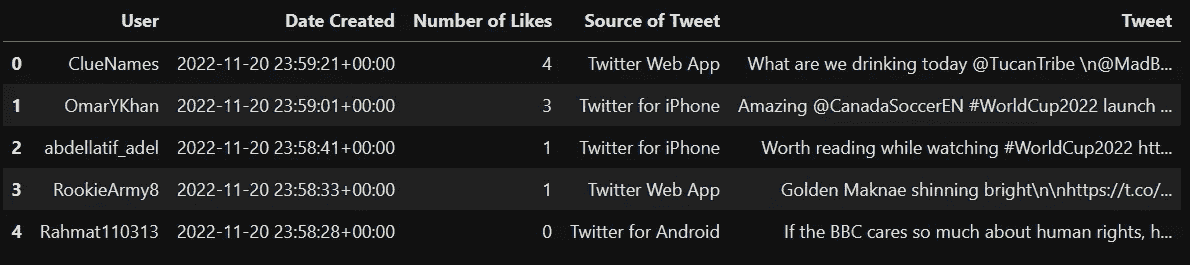 User Date Created Number of Likes Source of Tweet Tweet
0 ClueNames 2022-11-20 23:59:21+00:00 4 Twitter Web App What are we drinking today @TucanTribe \n@MadB...
1 OmarYKhan 2022-11-20 23:59:01+00:00 3 Twitter for iPhone Amazing @CanadaSoccerEN #WorldCup2022 launch ...
2 abdellatif_adel 2022-11-20 23:58:41+00:00 1 Twitter for iPhone Worth reading while watching #WorldCup2022 htt...
3 RookieArmy8 2022-11-20 23:58:33+00:00 1 Twitter Web App Golden Maknae shinning bright\n\nhttps://t.co/...
4 Rahmat110313 2022-11-20 23:58:28+00:00 0 Twitter for Android If the BBC cares so much about human rights, h...